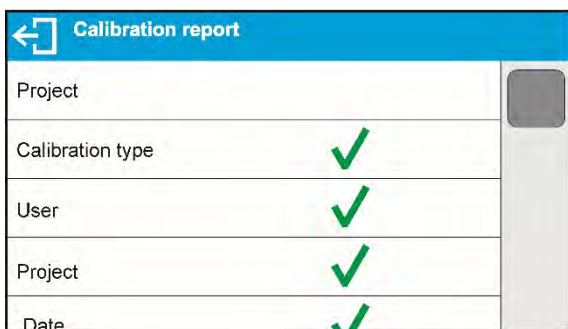 Calibration report
Project
Calibration type
User
Project
Date